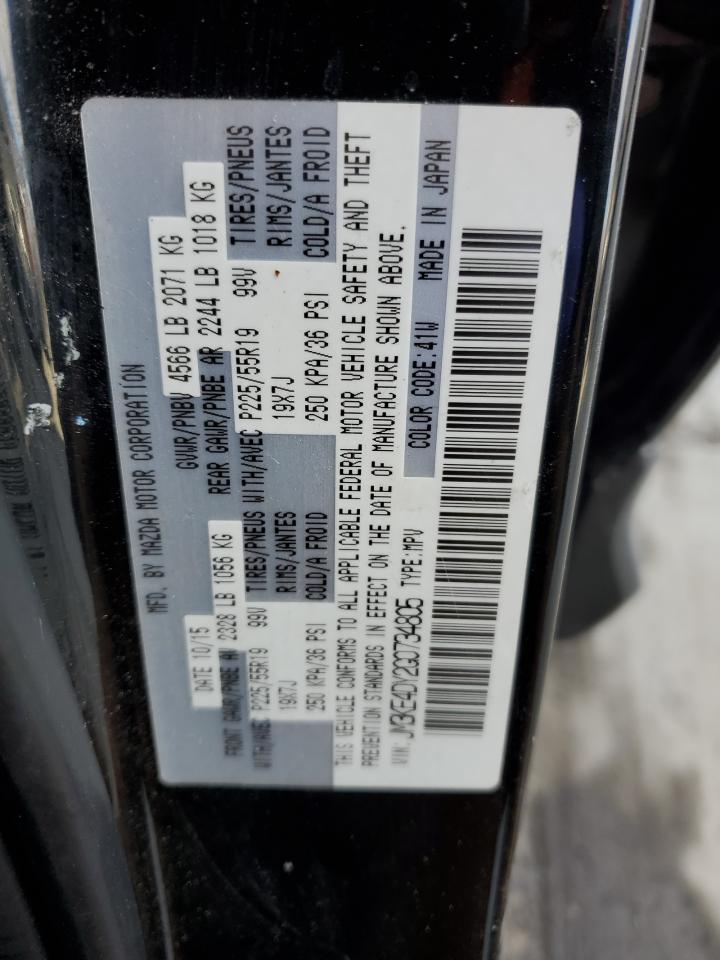 MFD. BY MAZDA MOTOR CORPORATION
DATE 10/15 GVWR/PNBV 4566 LB 2071 KG
FRONT GAWR/PNBE AV 2328 LB 1056 KG REAR GAWR/PNBE AR 2244 LB 1018 KG
WITH/AVEC P225/55R19 99V TIRES/PNEUS WITH/AVEC P225/55R19 99V TIRES/PNEUS
19X7J RIMS/JANTES 19X7J RIMS/JANTES
250 KPA/36 PSI COLD/A FROID 250 KPA/36 PSI COLD/A FROID
THIS VEHICLE CONFORMS TO ALL APPLICABLE FEDERAL MOTOR VEHICLE SAFETY AND THEFT
PREVENTION STANDARDS IN EFFECT ON THE DATE OF MANUFACTURE SHOWN ABOVE.
VIN: JM3KE4DY2G0734805 TYPE:MPV COLOR CODE:41W MADE IN JAPAN